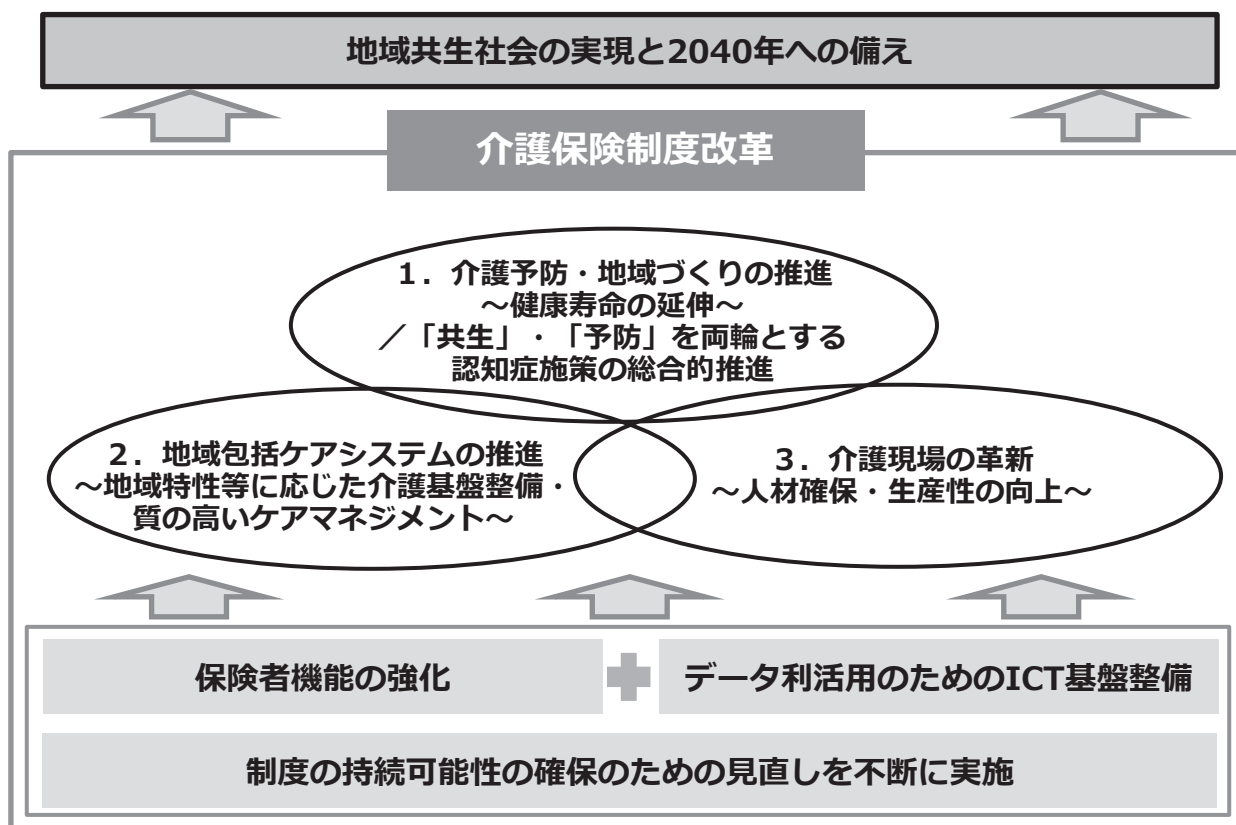 地域共生社会の実現と2040年への備え
介護保険制度改革
1．介護予防・地域づくりの推進
～健康寿命の延伸～
／「共生」・「予防」を両輪とする
認知症施策の総合的推進
2．地域包括ケアシステムの推進
～地域特性等に応じた介護基盤整備・
質の高いケアマネジメント～
3．介護現場の革新
～人材確保・生産性の向上～
保険者機能の強化
データ利活用のためのICT基盤整備
制度の持続可能性の確保のための見直しを不断に実施